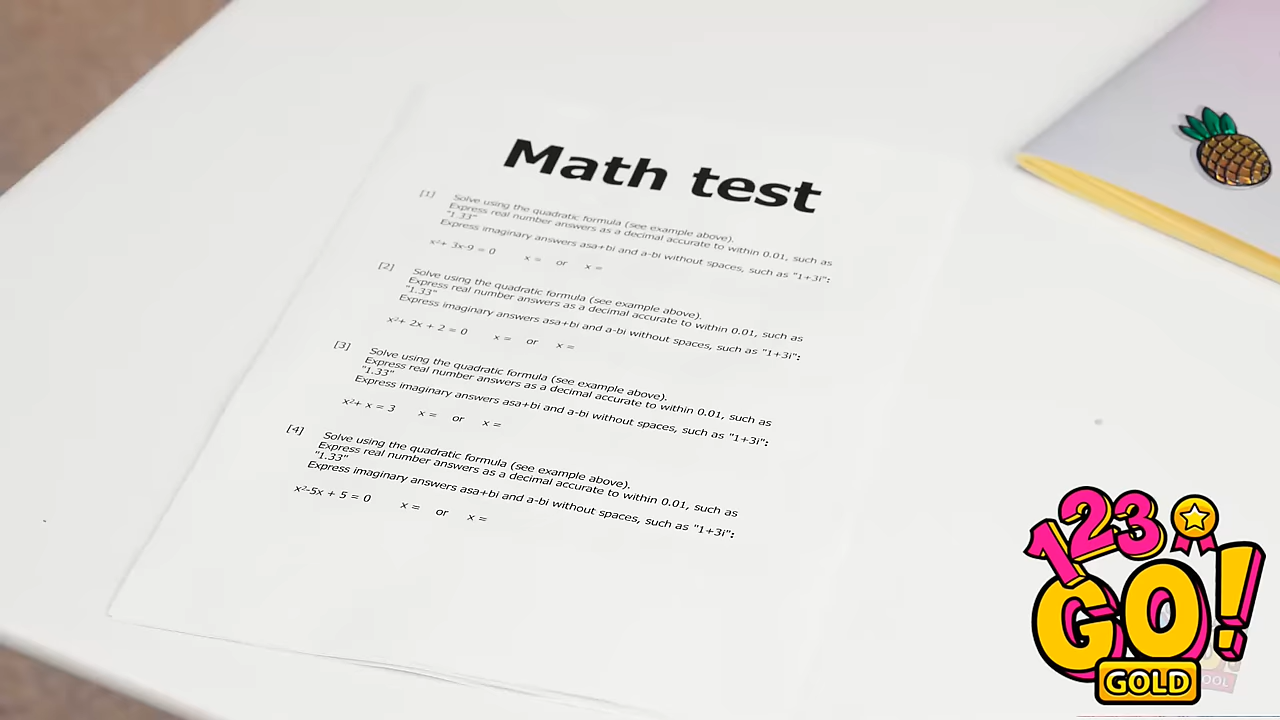 Math test
[1] Solve using the quadratic formula (see example above).
Express real number answers as a decimal accurate to within 0.01, such as
"1.33"
Express imaginary answers asa+bi and a-bi without spaces, such as "1+3i":
x²+ 3x-9 = 0 x = or x =
[2] Solve using the quadratic formula (see example above).
Express real number answers as a decimal accurate to within 0.01, such as
"1.33"
Express imaginary answers asa+bi and a-bi without spaces, such as "1+3i":
x²+ 2x + 2 = 0 x = or x =
[3] Solve using the quadratic formula (see example above).
Express real number answers as a decimal accurate to within 0.01, such as
"1.33"
Express imaginary answers asa+bi and a-bi without spaces, such as "1+3i":
x²+ x = 3 x = or x =
[4] Solve using the quadratic formula (see example above).
Express real number answers as a decimal accurate to within 0.01, such as
"1.33"
Express imaginary answers asa+bi and a-bi without spaces, such as "1+3i":
x²-5x + 5 = 0 x = or x =
123
GO!
GOLD